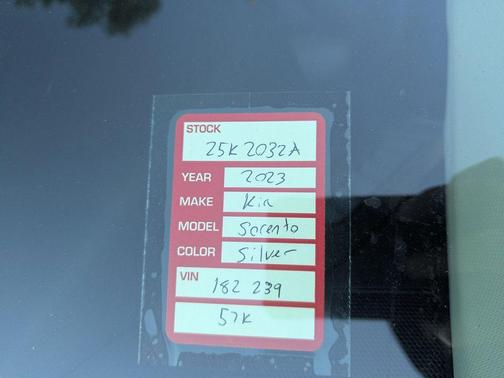 STOCK
25K 2032A
YEAR 2023
MAKE Kia
MODEL Sorento
COLOR Silver
VIN
182 239
57K